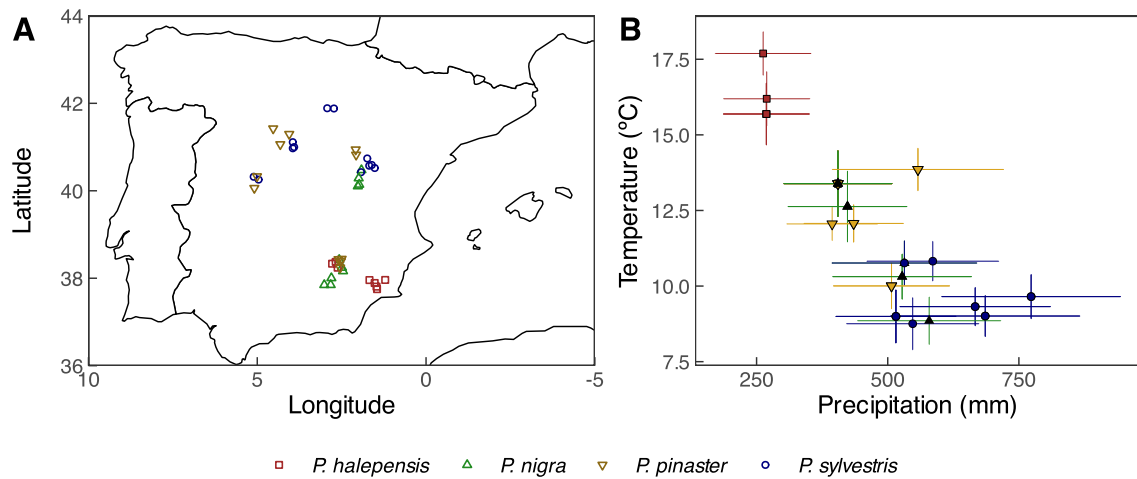 A
B
44
42
40
38
36
Latitude
10
5
0
-5
Longitude
17.5
15.0
12.5
10.0
7.5
Temperature (ºC)
250
500
750
Precipitation (mm)
P. halepensis
P. nigra
P. pinaster
P. sylvestris